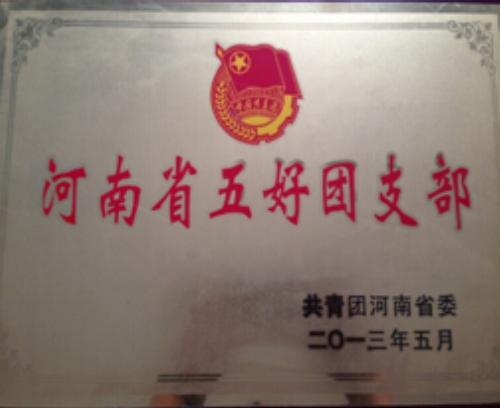 河南省五好团支部
共青团河南省委
二〇一三年五月